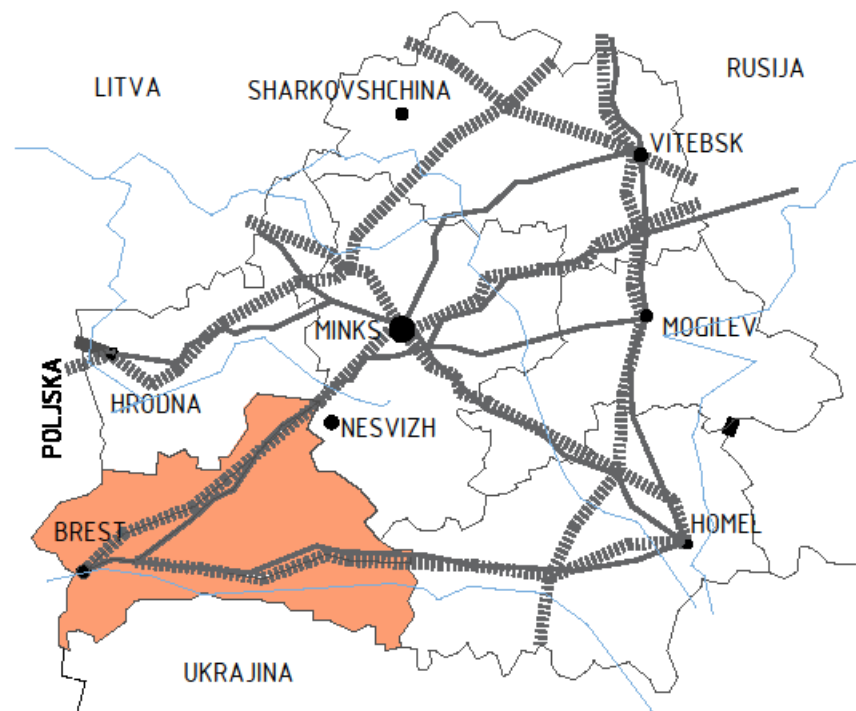 LITVA
SHARKOVSHCHINA
RUSIJA
VITEBSK
MINKS
MOGILEV
POLJSKA
HRODNA
NESVIZH
BREST
HOMEL
UKRAJINA